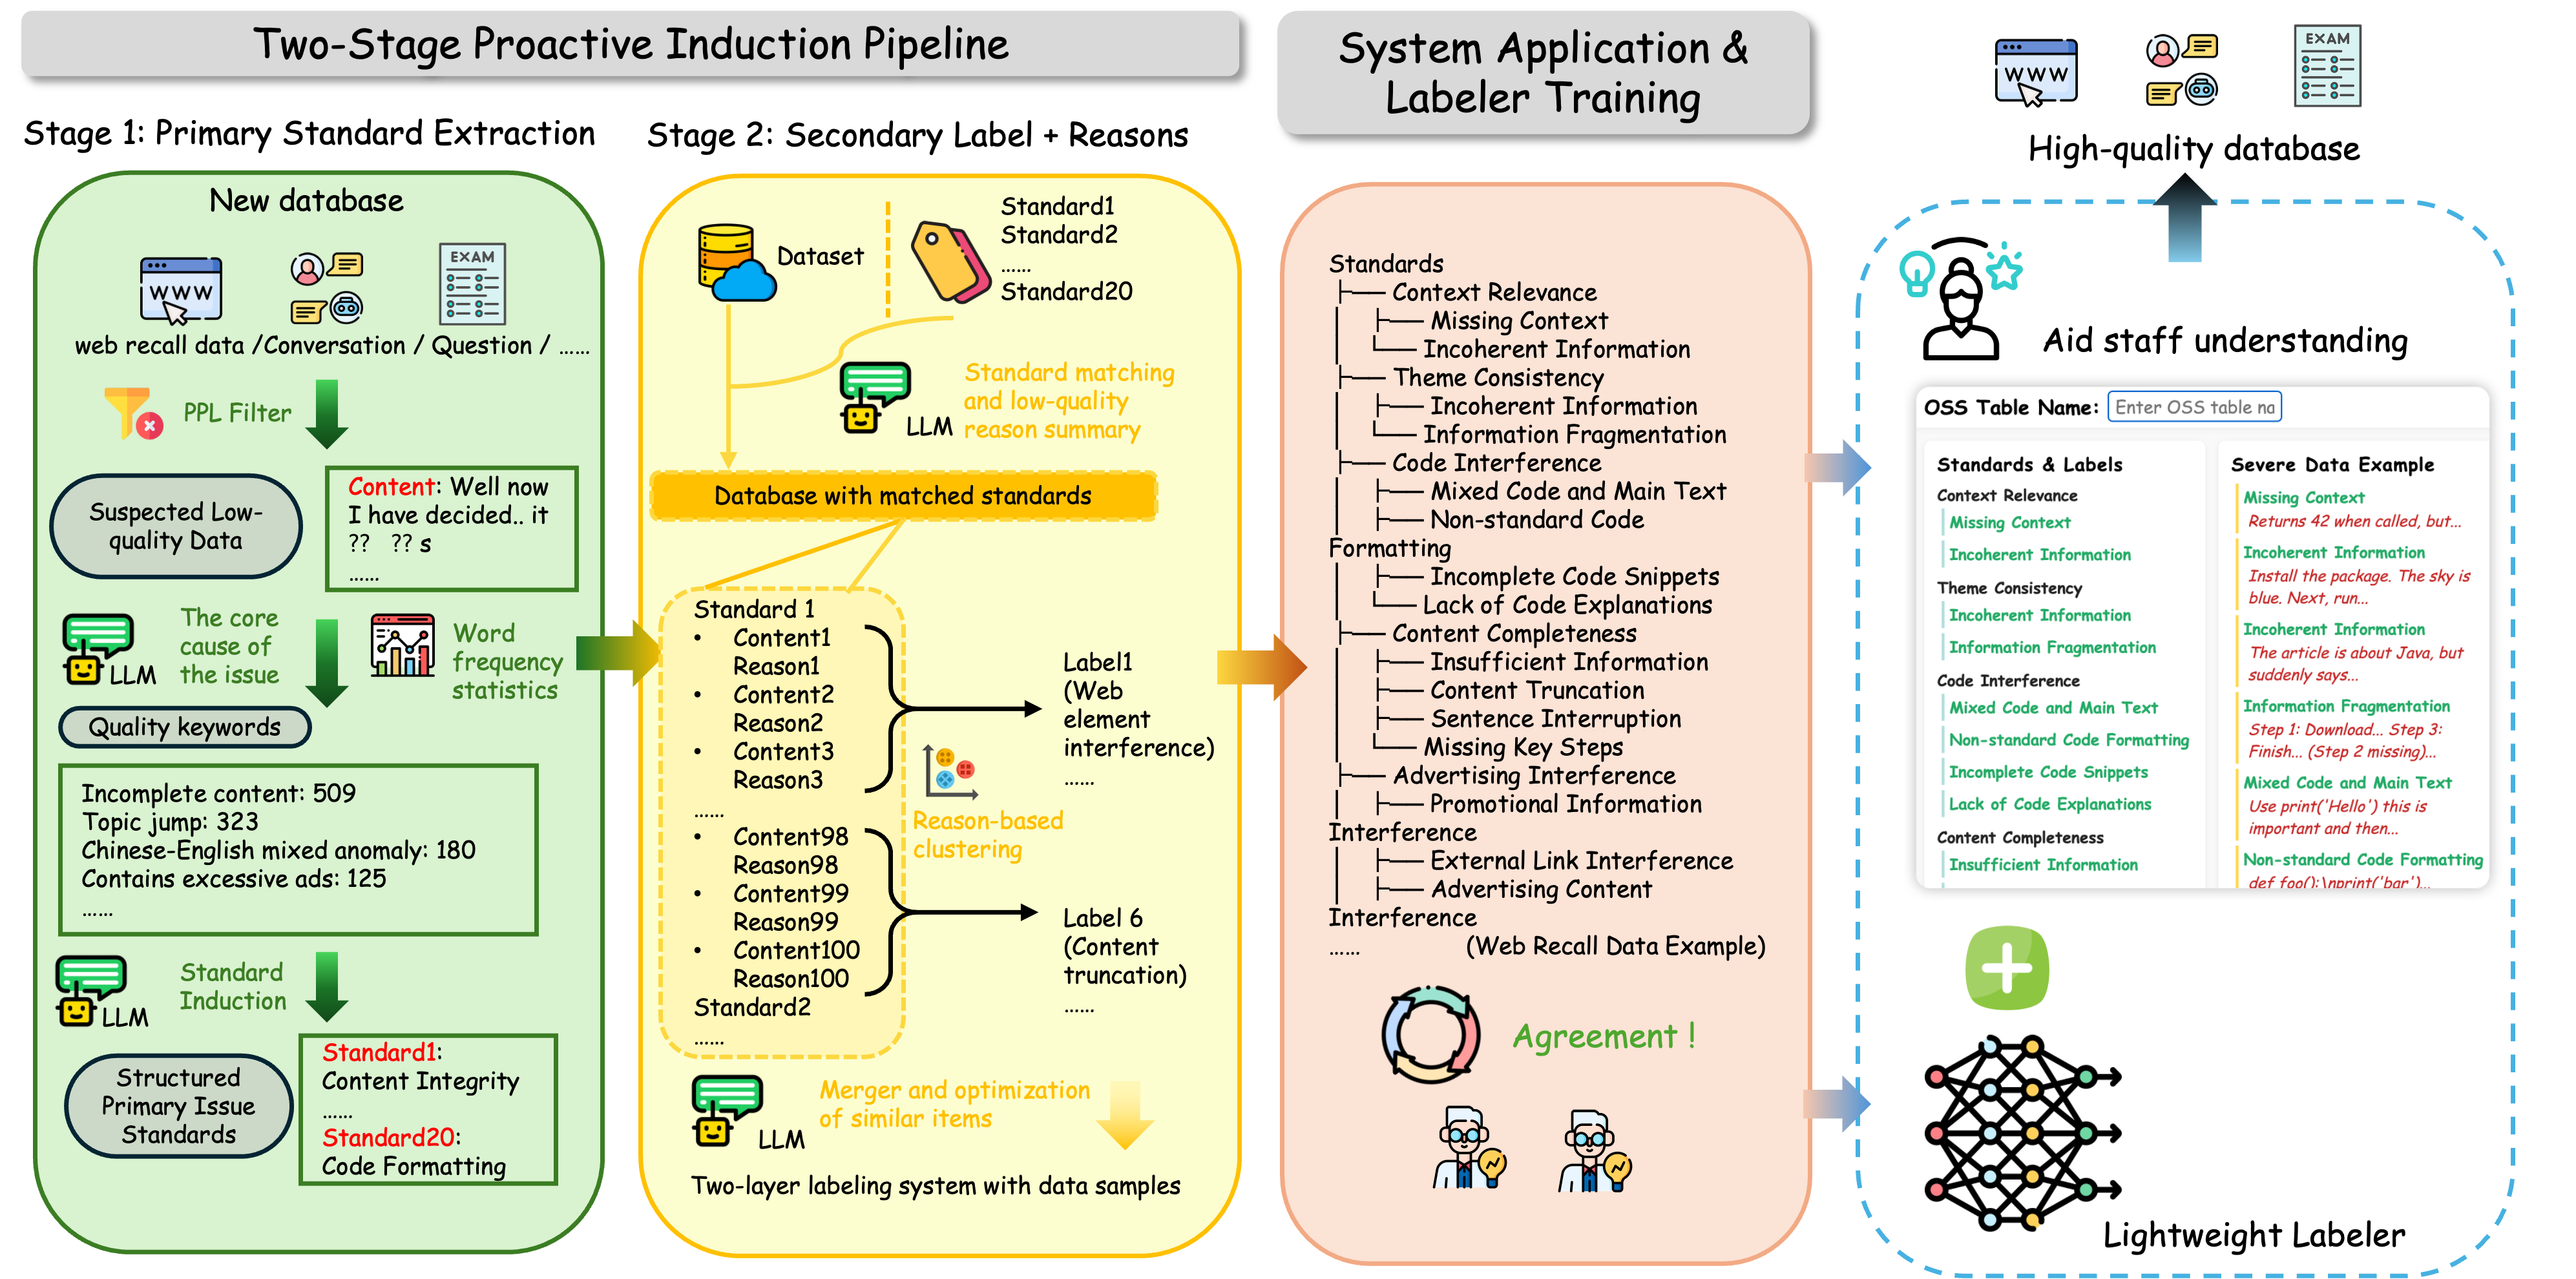 Two-Stage Proactive Induction Pipeline
Stage 1: Primary Standard Extraction
New database
WWW
EXAM
web recall data /Conversation / Question / ......
PPL Filter
Suspected Low-
quality Data
Content: Well now
I have decided.. it
?? ?? s
......
LLM
The core
cause of
the issue
Word
frequency
statistics
Quality keywords
Incomplete content: 509
Topic jump: 323
Chinese-English mixed anomaly: 180
Contains excessive ads: 125
......
LLM
Standard
Induction
Structured
Primary Issue
Standards
Standard1:
Content Integrity
......
Standard20:
Code Formatting
Stage 2: Secondary Label + Reasons
Dataset
Standard1
Standard2
......
Standard20
LLM
Standard matching
and low-quality
reason summary
Database with matched standards
Standard 1
• Content1
Reason1
• Content2
Reason2
• Content3
Reason3
......
• Content98
Reason98
• Content99
Reason99
• Content100
Reason100
Standard2
......
Label1
(Web
element
interference)
......
Reason-based
clustering
Label 6
(Content
truncation)
......
LLM
Merger and optimization
of similar items
Two-layer labeling system with data samples
System Application &
Labeler Training
Standards
├── Context Relevance
│ ├── Missing Context
│ └── Incoherent Information
├── Theme Consistency
│ ├── Incoherent Information
│ └── Information Fragmentation
├── Code Interference
│ ├── Mixed Code and Main Text
│ ├── Non-standard Code
Formatting
│ ├── Incomplete Code Snippets
│ └── Lack of Code Explanations
├── Content Completeness
│ ├── Insufficient Information
│ ├── Content Truncation
│ ├── Sentence Interruption
│ └── Missing Key Steps
├── Advertising Interference
│ ├── Promotional Information
Interference
│ ├── External Link Interference
│ ├── Advertising Content
Interference
...... (Web Recall Data Example)
Agreement !
WWW
EXAM
High-quality database
Aid staff understanding
OSS Table Name: Enter OSS table na
Standards & Labels
Context Relevance
Missing Context
Incoherent Information
Theme Consistency
Incoherent Information
Information Fragmentation
Code Interference
Mixed Code and Main Text
Non-standard Code Formatting
Incomplete Code Snippets
Lack of Code Explanations
Content Completeness
Insufficient Information
Severe Data Example
Missing Context
Returns 42 when called, but...
Incoherent Information
Install the package. The sky is
blue. Next, run...
Incoherent Information
The article is about Java, but
suddenly says...
Information Fragmentation
Step 1: Download... Step 3:
Finish... (Step 2 missing)...
Mixed Code and Main Text
Use print('Hello') this is
important and then...
Non-standard Code Formatting
def foo():\nprint('bar')...
Lightweight Labeler